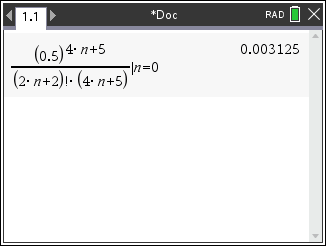 1.1 *Doc RAD
(0.5)^(4·n+5) / ((2·n+2)!·(4·n+5)) |n=0 0.003125